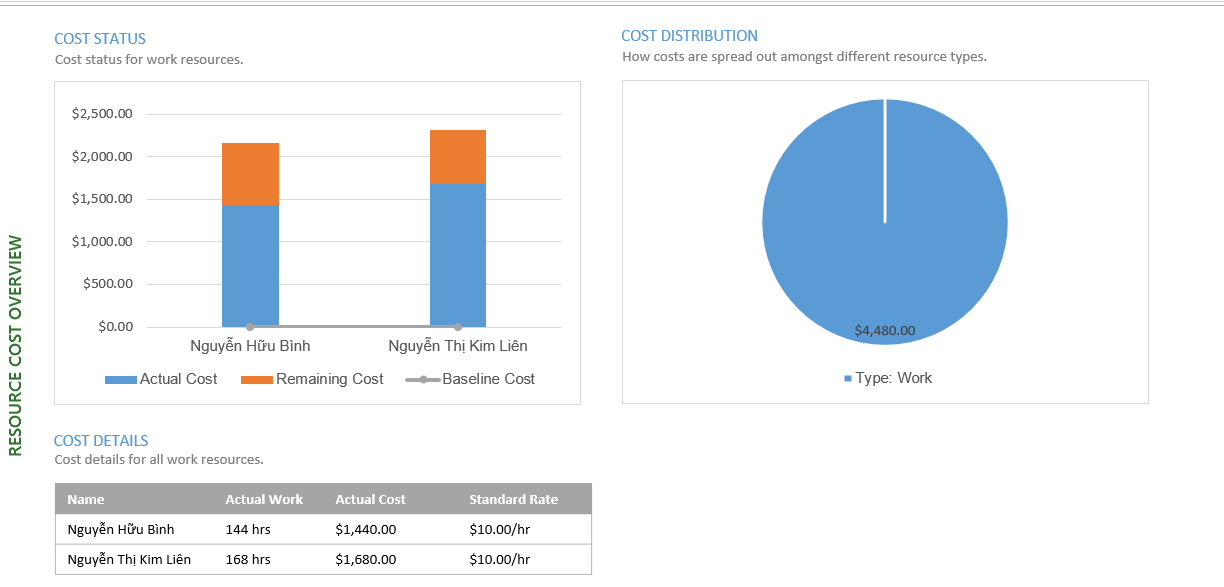 RESOURCE COST OVERVIEW
COST STATUS
Cost status for work resources.
$2,500.00
$2,000.00
$1,500.00
$1,000.00
$500.00
$0.00
Nguyễn Hữu Bình Nguyễn Thị Kim Liên
Actual Cost Remaining Cost Baseline Cost
COST DISTRIBUTION
How costs are spread out amongst different resource types.
$4,480.00
Type: Work
COST DETAILS
Cost details for all work resources.
Name Actual Work Actual Cost Standard Rate
Nguyễn Hữu Bình 144 hrs $1,440.00 $10.00/hr
Nguyễn Thị Kim Liên 168 hrs $1,680.00 $10.00/hr